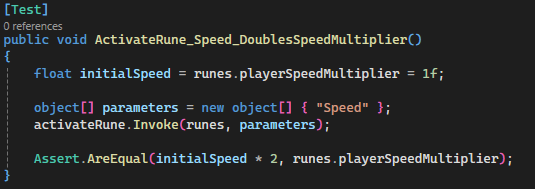 [Test]
0 references
public void ActivateRune_Speed_DoublesSpeedMultiplier()
{
float initialSpeed = runes.playerSpeedMultiplier = 1f;
object[] parameters = new object[] { "Speed" };
activateRune.Invoke(runes, parameters);
Assert.AreEqual(initialSpeed * 2, runes.playerSpeedMultiplier);
}